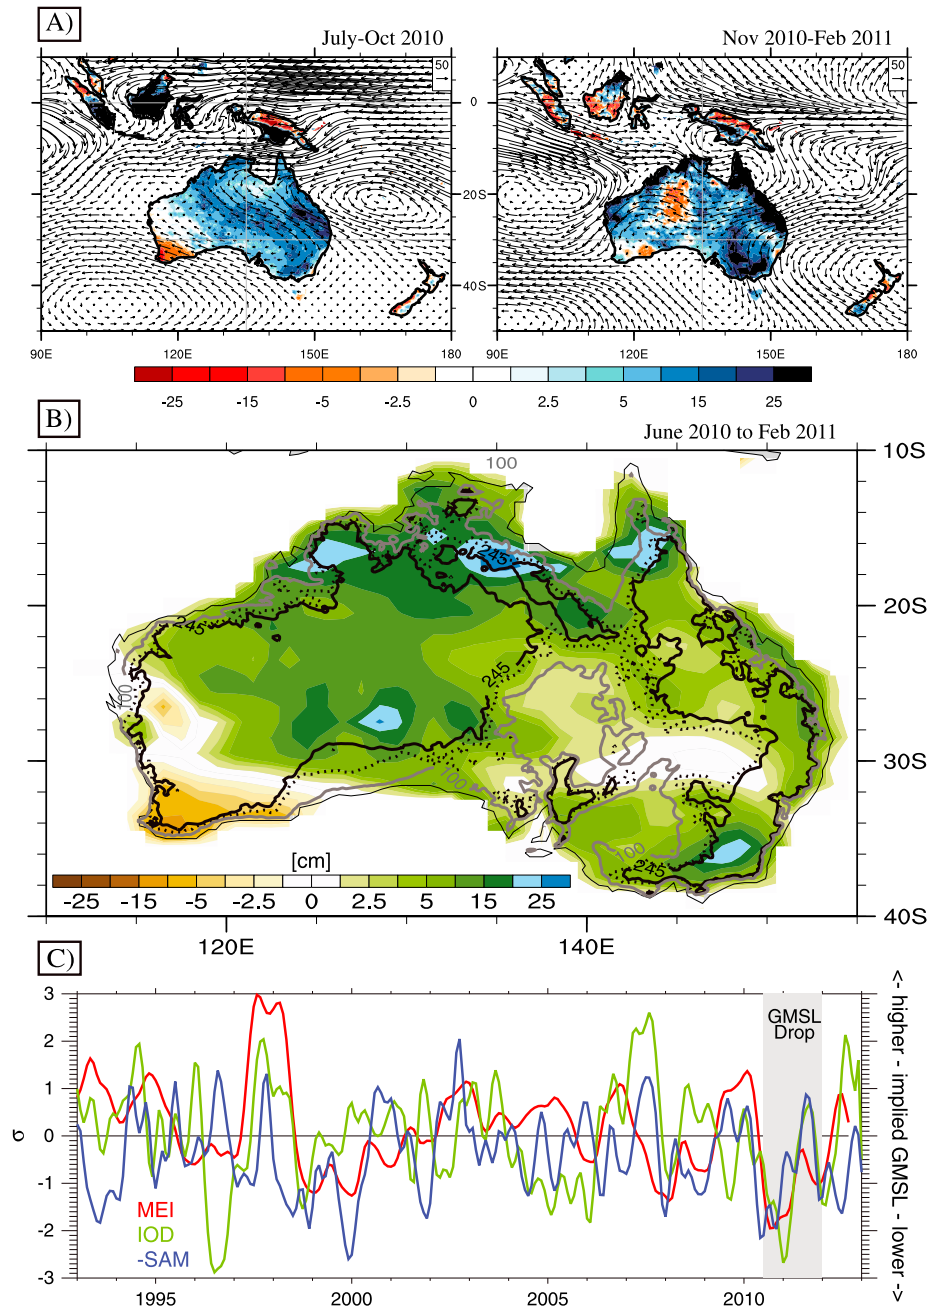 A)
July-Oct 2010
Nov 2010-Feb 2011
50
50
0
20S
40S
90E 120E 150E 180
90E 120E 150E 180
-25 -15 -5 -2.5 0 2.5 5 15 25
B)
June 2010 to Feb 2011
10S
100
245
245
20S
245
100
30S
100
100
245
[cm]
-25 -15 -5 -2.5 0 2.5 5 15 25
40S
120E 140E
C)
3
2
1
0
-1
-2
-3
σ
GMSL
Drop
MEI
IOD
-SAM
1995 2000 2005 2010
<- higher - implied GMSL - lower ->